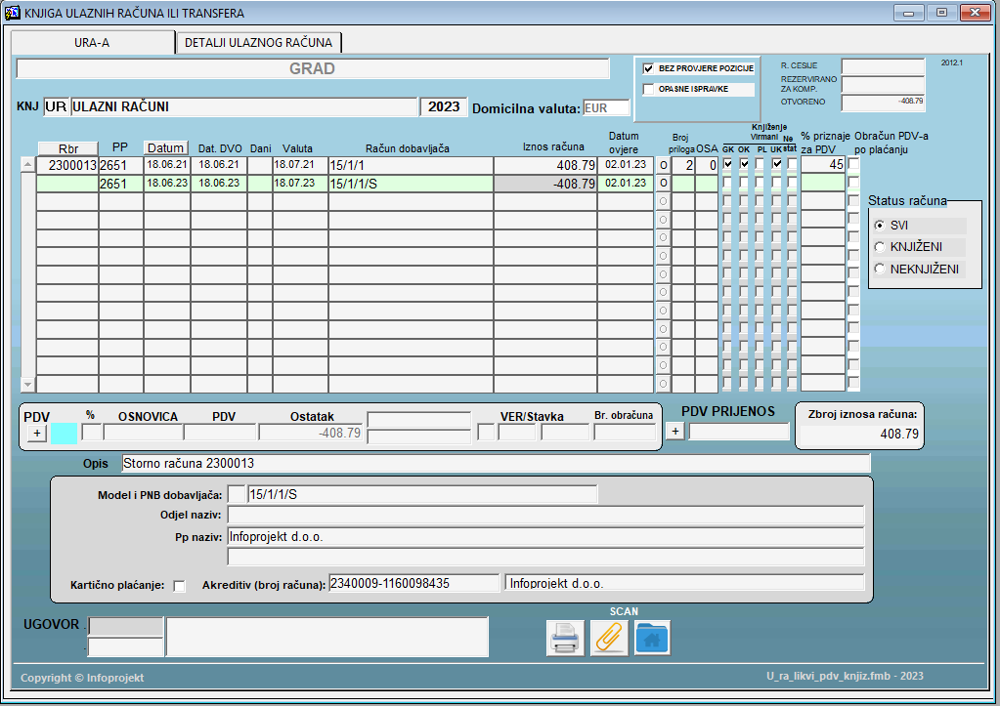 KNJIGA ULAZNIH RAČUNA ILI TRANSFERA
URA-A
DETALJI ULAZNOG RAČUNA
GRAD
BEZ PROVJERE POZICIJE
OPASNE ISPRAVKE
R. CESIJE
REZERVIRANO
ZA KOMP.
OTVORENO -408.79
2012.1
KNJ UR ULAZNI RAČUNI 2023 Domicilna valuta: EUR
Rbr PP Datum Dat. DVO Dani Valuta Račun dobavljača Iznos računa Datum ovjere Broj priloga OSA Knjiženje Virmani GK OK PL UK Ne stat % priznaje za PDV Obračun PDV-a po plaćanju
2300013 2651 18.06.21 18.06.21 18.07.21 15/1/1 408.79 02.01.23 O 2 0 45
2651 18.06.23 18.06.23 18.07.23 15/1/1/S -408.79 02.01.23 O
O
O
O
O
O
O
O
O
O
O
O
Status računa
SVI
KNJIŽENI
NEKNJIŽENI
PDV % OSNOVICA PDV Ostatak VER/Stavka Br. obračuna
+ -408.79
PDV PRIJENOS
+
Zbroj iznosa računa:
408.79
Opis Storno računa 2300013
Model i PNB dobavljača: 15/1/1/S
Odjel naziv:
Pp naziv: Infoprojekt d.o.o.
Kartično plaćanje: Akreditiv (broj računa): 2340009-1160098435 Infoprojekt d.o.o.
UGOVOR
SCAN
Copyright © Infoprojekt
U_ra_likvi_pdv_knjiz.fmb - 2023